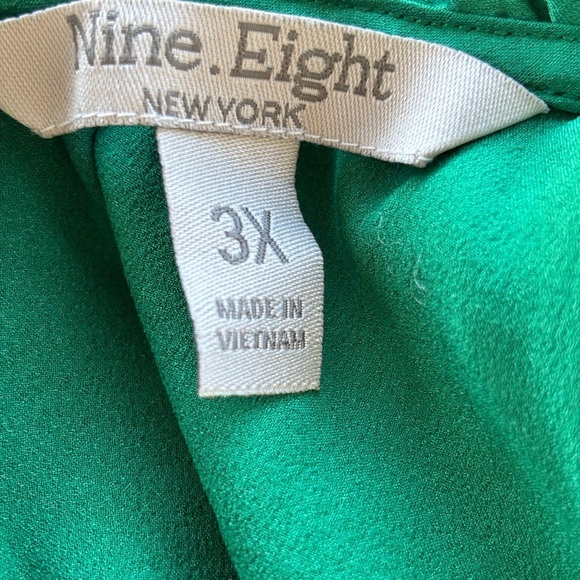 Nine.Eight
NEW YORK
3X
MADE IN
VIETNAM